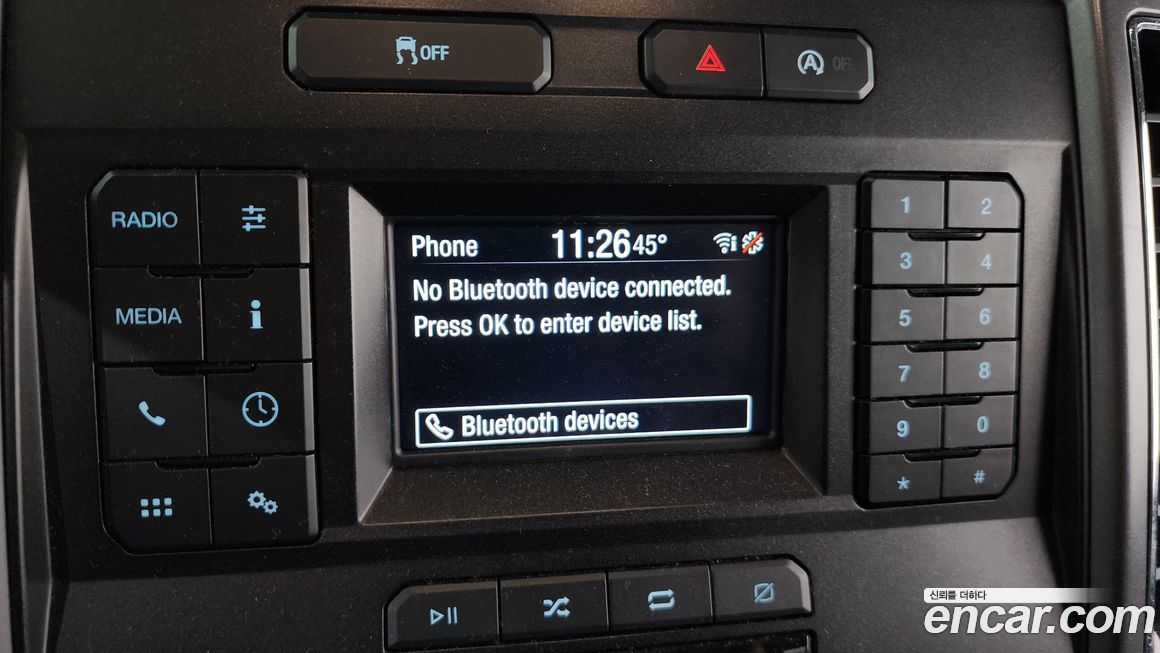 OFF
A OFF
RADIO
MEDIA
Phone 11:26 45°
No Bluetooth device connected.
Press OK to enter device list.
Bluetooth devices
1 2
3 4
5 6
7 8
9 0
* #
신뢰를 더하다
encar.com